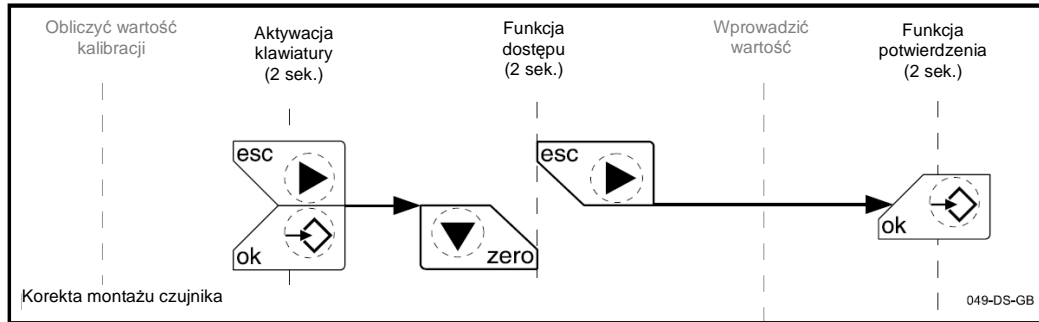 Obliczyć wartość
kalibracji
Aktywacja
klawiatury
(2 sek.)
Funkcja
dostępu
(2 sek.)
Wprowadzić
wartość
Funkcja
potwierdzenia
(2 sek.)
esc
ok
zero
esc
ok
Korekta montażu czujnika
049-DS-GB